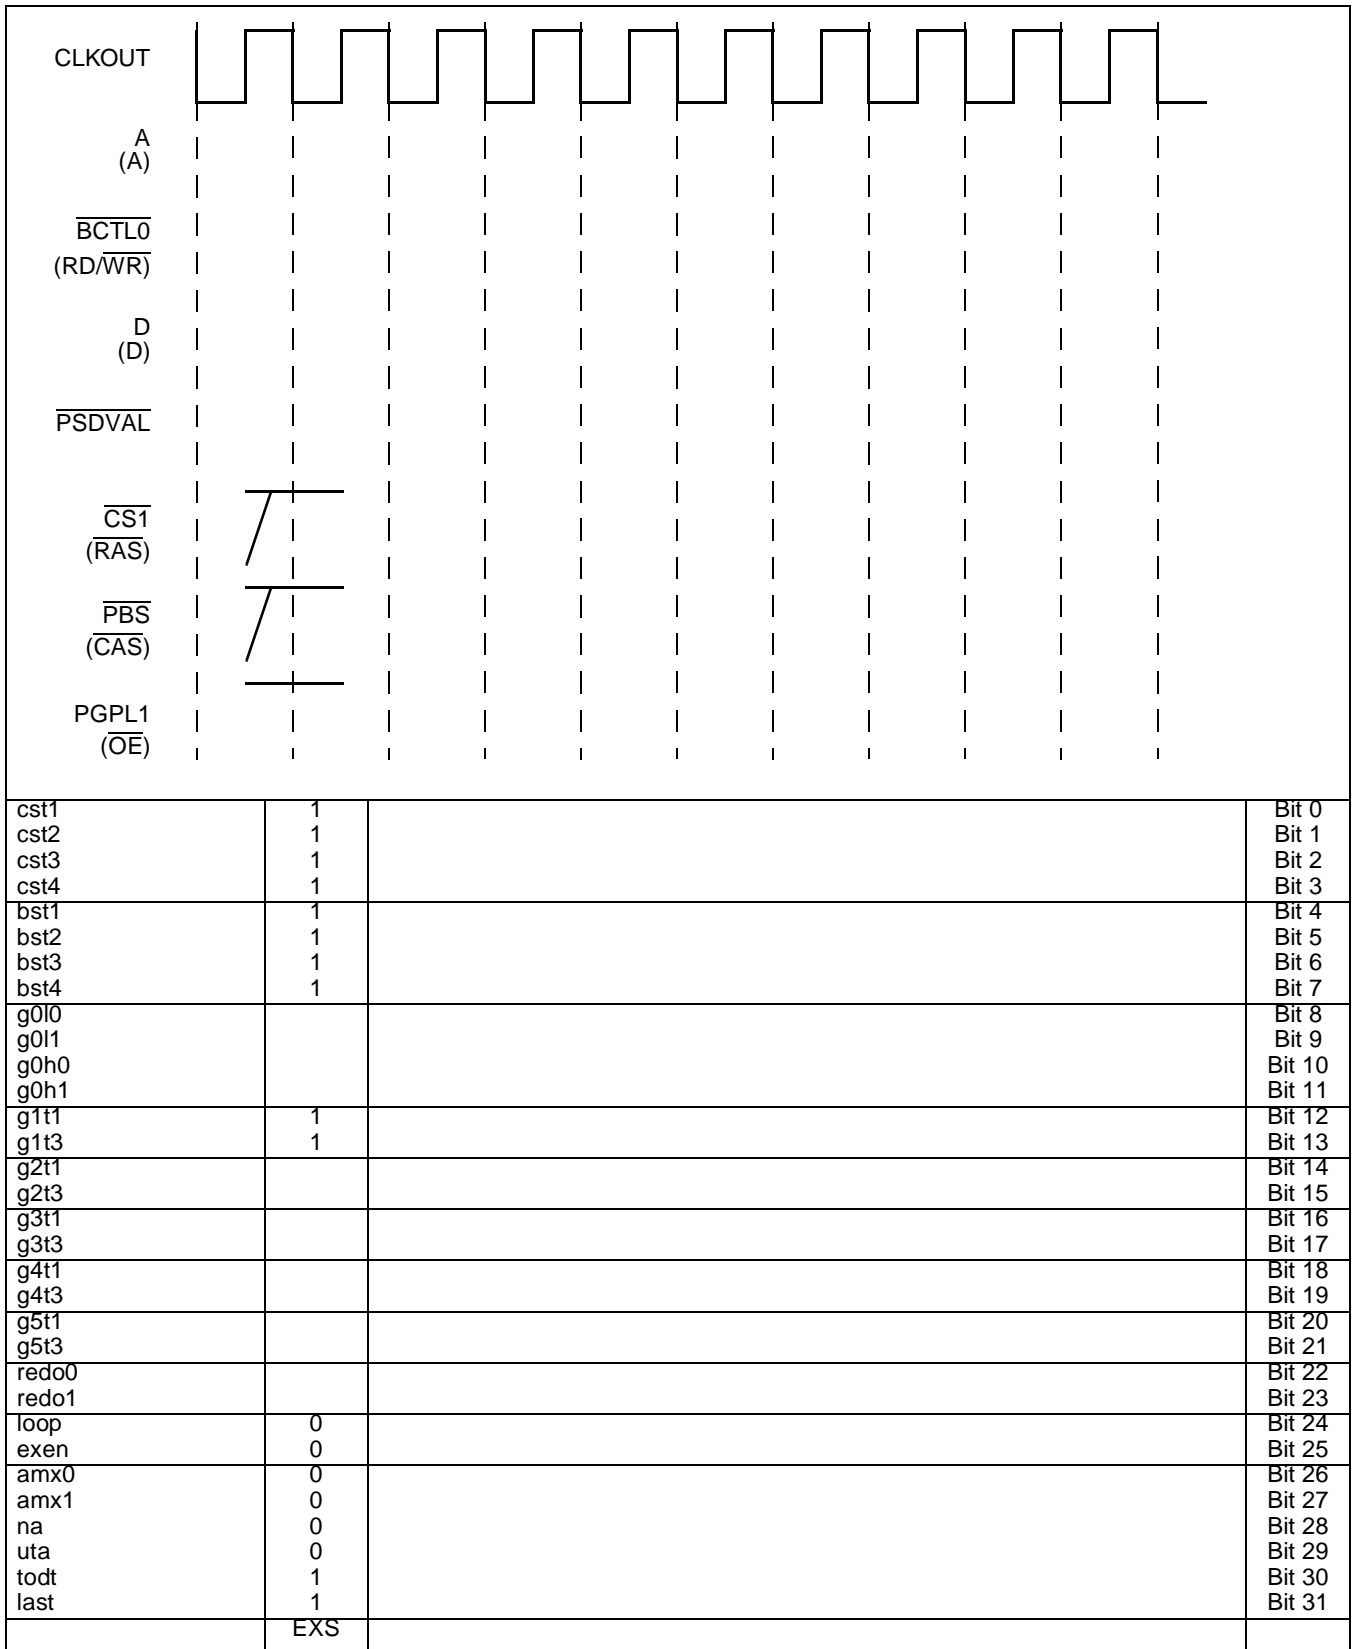 CLKOUT
A
(A)
BCTL0
(RD/WR)
D
(D)
PSDVAL
CS1
(RAS)
PBS
(CAS)
PGPL1
(OE)
cst1 1 Bit 0
cst2 1 Bit 1
cst3 1 Bit 2
cst4 1 Bit 3
bst1 1 Bit 4
bst2 1 Bit 5
bst3 1 Bit 6
bst4 1 Bit 7
g0l0 Bit 8
g0l1 Bit 9
g0h0 Bit 10
g0h1 Bit 11
g1t1 1 Bit 12
g1t3 1 Bit 13
g2t1 Bit 14
g2t3 Bit 15
g3t1 Bit 16
g3t3 Bit 17
g4t1 Bit 18
g4t3 Bit 19
g5t1 Bit 20
g5t3 Bit 21
redo0 Bit 22
redo1 Bit 23
loop 0 Bit 24
exen 0 Bit 25
amx0 0 Bit 26
amx1 0 Bit 27
na 0 Bit 28
uta 0 Bit 29
todt 1 Bit 30
last 1 Bit 31
EXS